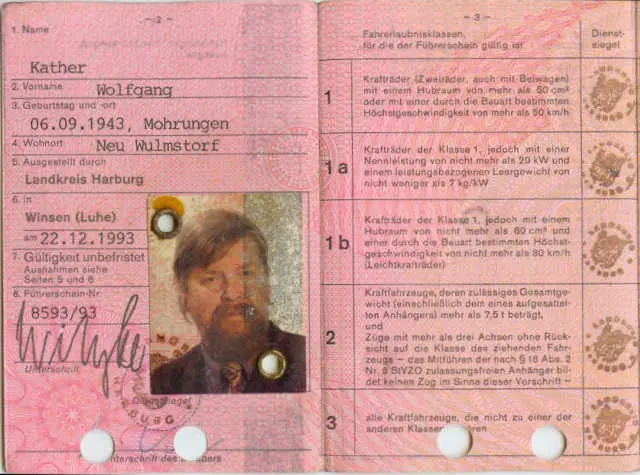 – 2 –
1. Name
Kather
2. Vorname Wolfgang
3. Geburtstag und -ort
06.09.1943, Mohrungen
4. Wohnort Neu Wulmstorf
5. Ausgestellt durch
Landkreis Harburg
6. in
Winsen (Luhe)
am 22.12.1993
7. Gültigkeit unbefristet
Ausnahmen siehe
Seiten 5 und 6
8. Führerschein-Nr
8593/93
Unterschrift
HARBURG
– 3 –
Fahrerlaubnisklassen,
für die der Führerschein gültig ist
Dienst-
siegel
1
Krafträder (Zweiräder, auch mit Beiwagen)
mit einem Hubraum von mehr als 50 cm³
oder mit einer durch die Bauart bestimmten
Höchstgeschwindigkeit von mehr als 50 km/h
1a
Krafträder der Klasse 1, jedoch mit einer
Nennleistung von nicht mehr als 20 kW und
einem leistungsbezogenen Leergewicht von
nicht weniger als 7 kg/kW
1b
Krafträder der Klasse 1, jedoch mit einem
Hubraum von nicht mehr als 80 cm³ und
einer durch die Bauart bestimmten Höchst-
geschwindigkeit von nicht mehr als 80 km/h
(Leichtkrafträder)
2
Kraftfahrzeuge, deren zulässiges Gesamtge-
wicht (einschließlich dem eines aufgesattel-
ten Anhängers) mehr als 7,5 t beträgt,
und
Züge mit mehr als drei Achsen ohne Rück-
sicht auf die Klasse des ziehenden Fahr-
zeugs – das Mitführen der nach § 18 Abs. 2
Nr. 6 StVZO zulassungsfreien Anhänger bil-
det keinen Zug im Sinne dieser Vorschrift –
3
alle Kraftfahrzeuge, die nicht zu einer der
anderen Klassen